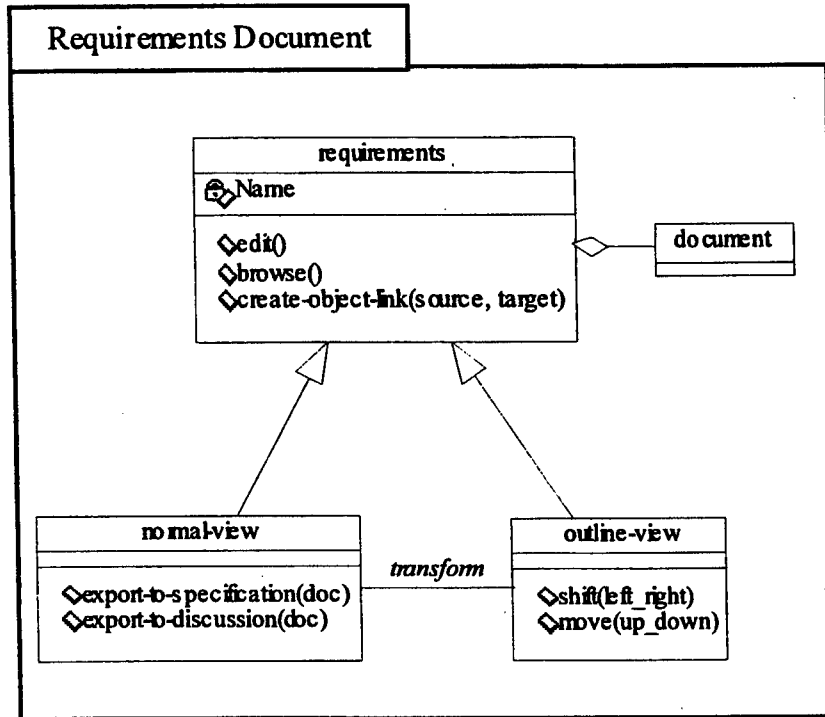 Requirements Document
requirements
Name
edit()
browse()
create-object-link(source, target)
document
normal-view
export-to-specification(doc)
export-to-discussion(doc)
transform
outline-view
shift(left_right)
move(up_down)